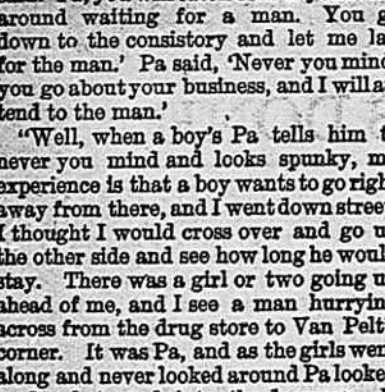 around waiting for a man. You g
down to the consistory and let me la
for the man.' Pa said, 'Never you mind
you go about your business, and I will a
tend to the man.'
"Well, when a boy's Pa tells him t
never you mind and looks spunky, m
experience is that a boy wants to go righ
away from there, and I went down stree
I thought I would cross over and go u
the other side and see how long he woul
stay. There was a girl or two going u
ahead of me, and I see a man hurryin
across from the drug store to Van Pelt'
corner. It was Pa, and as the girls wen
along and never looked around Pa looke